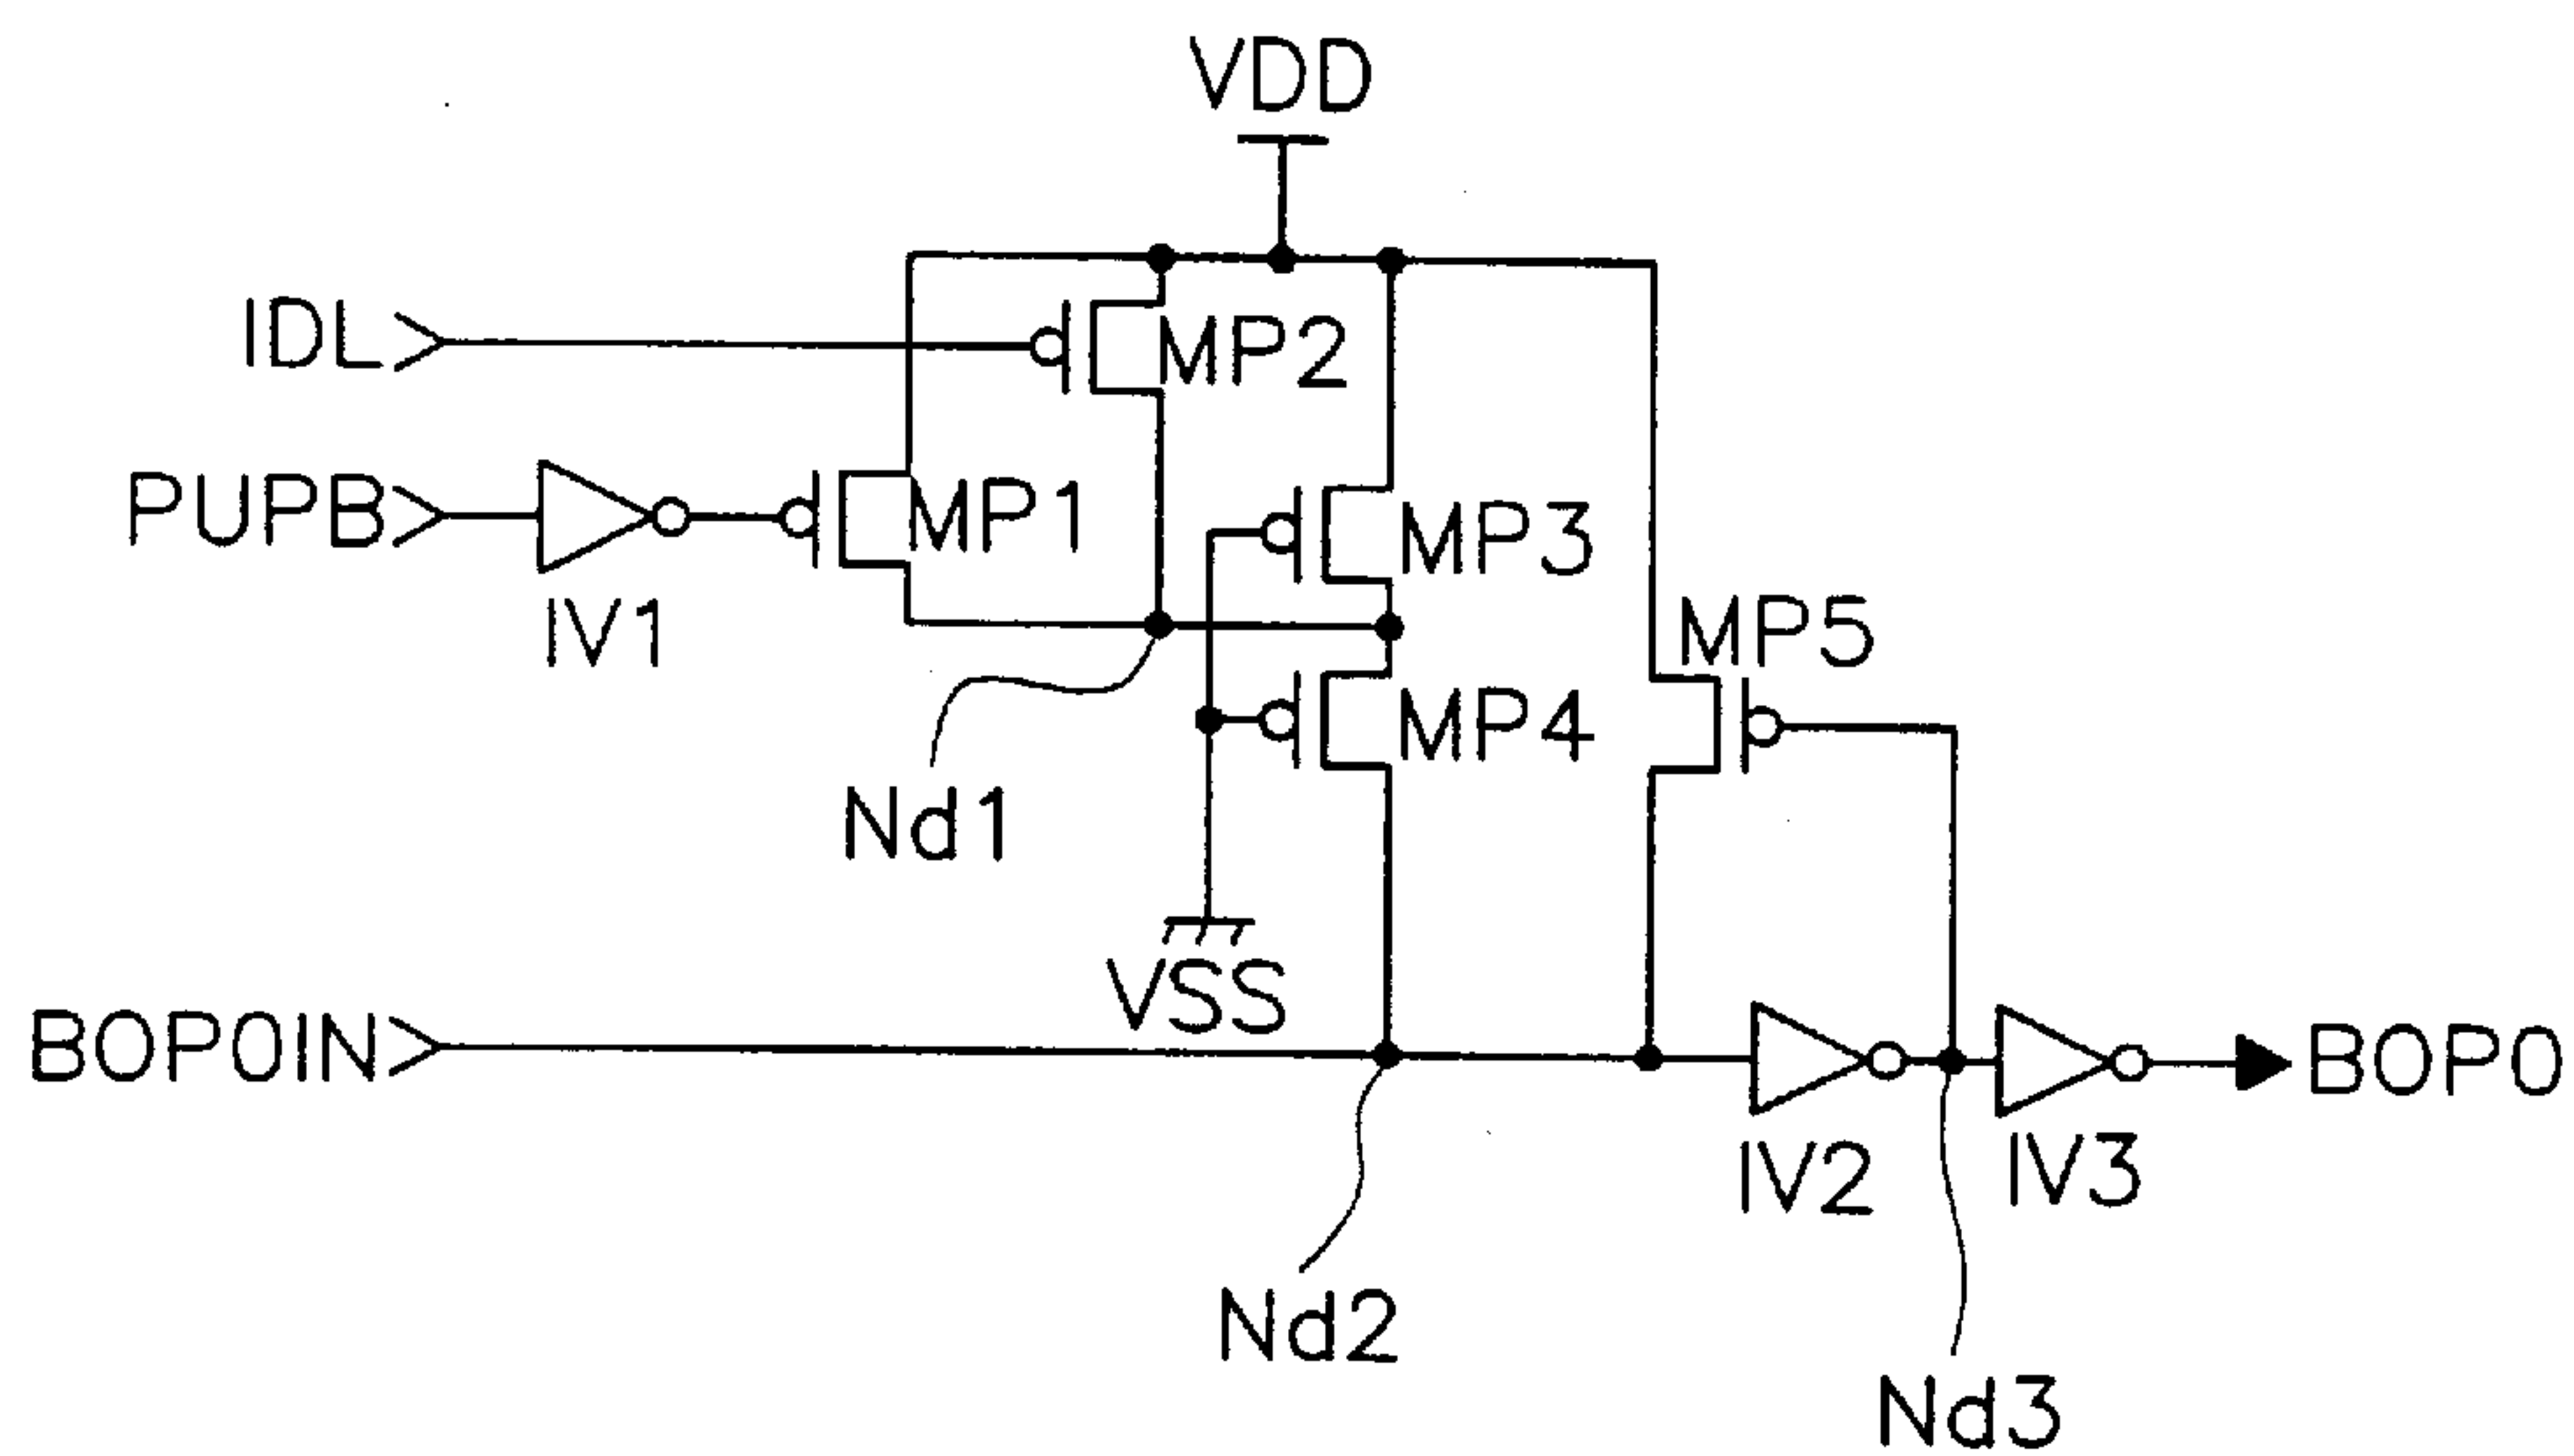 VDD
IDL
MP2
PUPB
MP1
MP3
IV1
MP5
MP4
Nd1
VSS
BOP0IN
BOP0
IV2
IV3
Nd2
Nd3